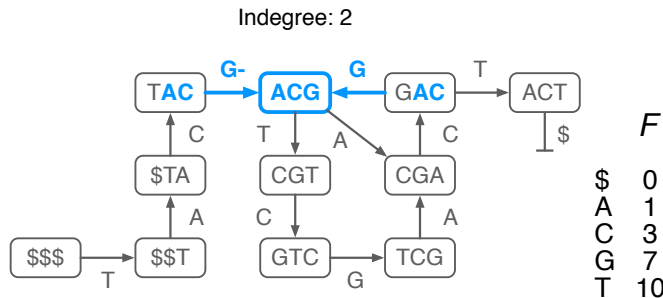 Indegree: 2
G- G T
TAC ACG GAC ACT
C T A C $
F
$TA CGT CGA
A C A
$$$ $$T GTC TCG
T G
$ 0
A 1
C 3
G 7
T 10